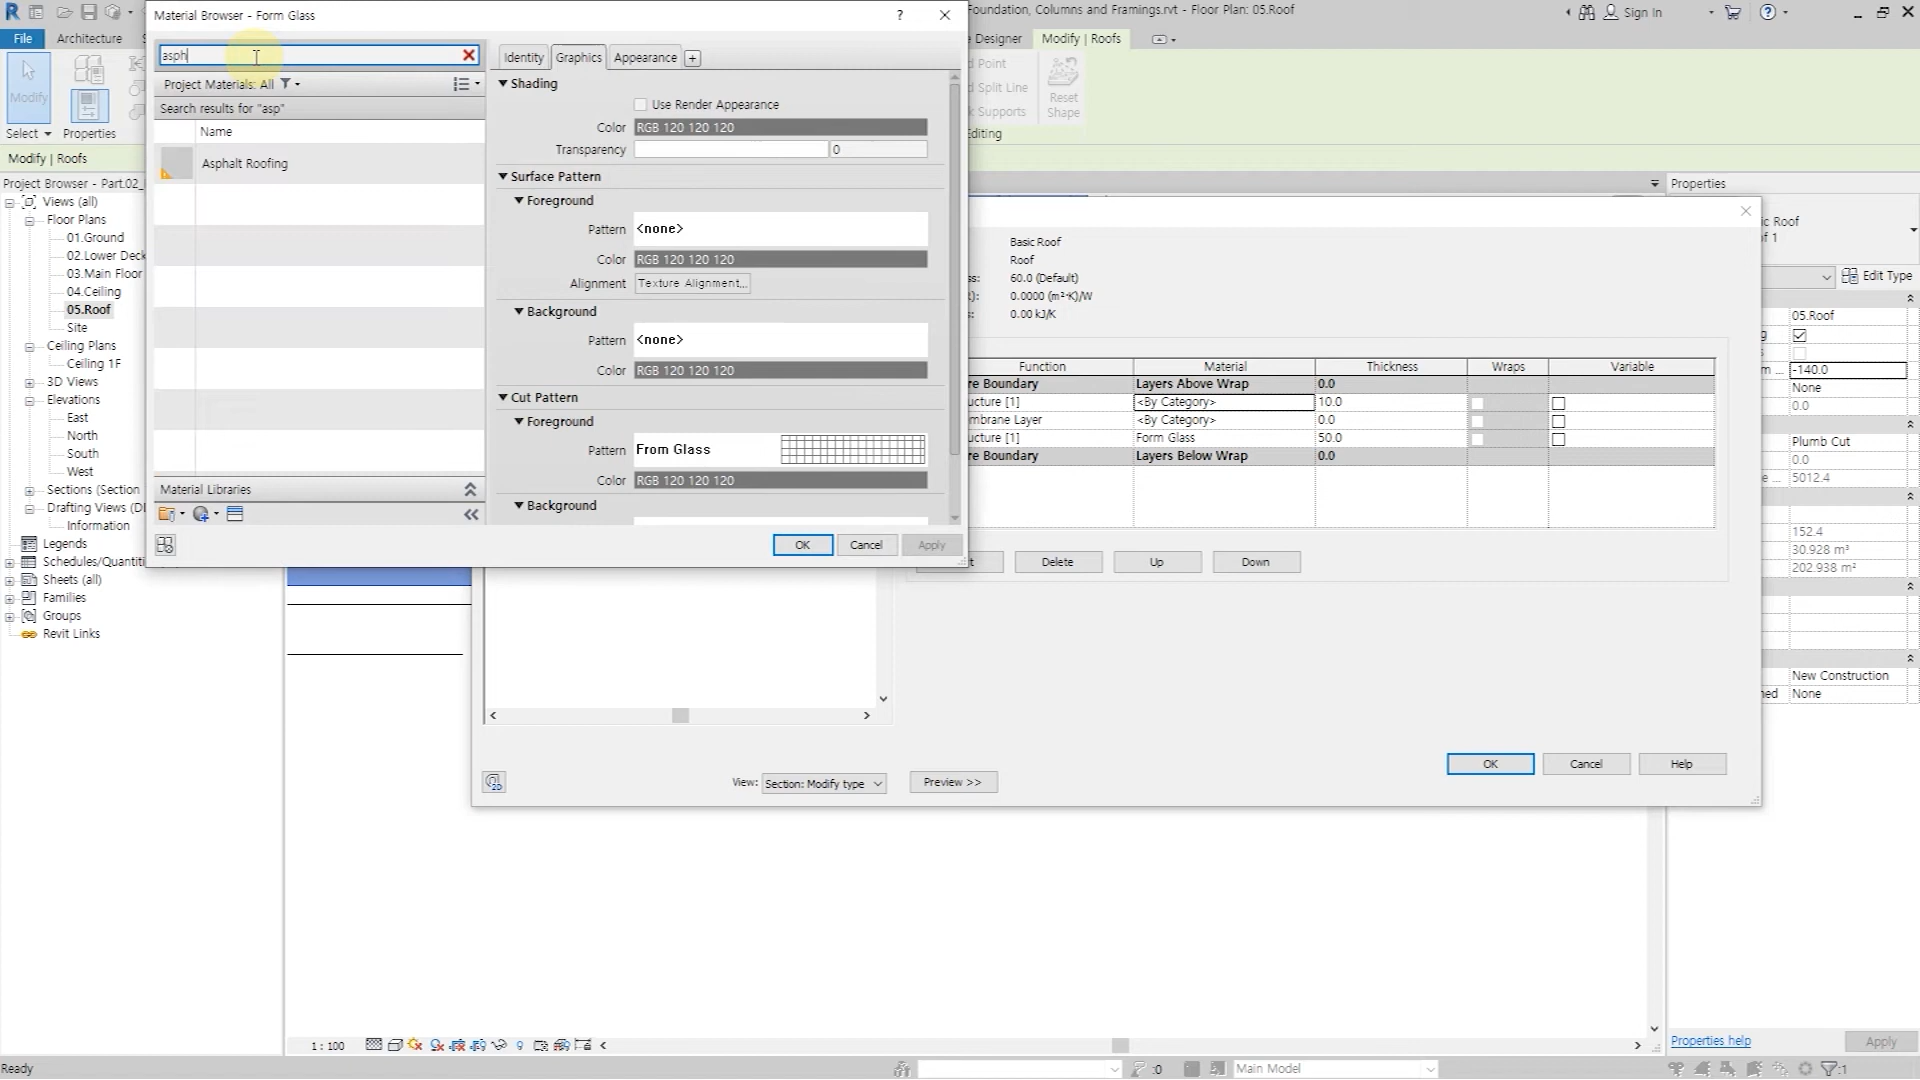 Material Browser - Form Glass
?
Foundation, Columns and Framings.rvt - Floor Plan: 05.Roof
Sign In
File
Architecture
Designer
Modify | Roofs
asph
Project Materials: All
Search results for "asp"
Name
Asphalt Roofing
Material Libraries
Identity
Graphics
Appearance
Shading
Use Render Appearance
Color RGB 120 120 120
Transparency 0
Surface Pattern
Foreground
Pattern <none>
Color RGB 120 120 120
Alignment Texture Alignment...
Background
Pattern <none>
Color RGB 120 120 120
Cut Pattern
Foreground
Pattern From Glass
Color RGB 120 120 120
Background
OK Cancel Apply
Modify
Select
Properties
Modify | Roofs
Point
Split Line
Supports
Reset
Shape
Editing
Project Browser - Part.02_
Views (all)
Floor Plans
01.Ground
02.Lower Deck
03.Main Floor
04.Ceiling
05.Roof
Site
Ceiling Plans
Ceiling 1F
3D Views
Elevations
East
North
South
West
Sections (Section
Drafting Views (D
Information
Legends
Schedules/Quantiti
Sheets (all)
Families
Groups
Revit Links
Basic Roof
Roof
60.0 (Default)
0.0000 (m²·K)/W
0.00 kJ/K
Function Material Thickness Wraps Variable
re Boundary Layers Above Wrap 0.0
ucture [1] <By Category> 10.0
mbrane Layer <By Category> 0.0
ucture [1] Form Glass 50.0
re Boundary Layers Below Wrap 0.0
Delete Up Down
View: Section: Modify type
Preview >>
OK Cancel Help
Properties
Edit Type
05.Roof
-140.0
None
0.0
Plumb Cut
0.0
5012.4
152.4
30.928 m³
202.938 m²
New Construction
None
Properties help
Apply
1 : 100
Ready
:0
Main Model
:1